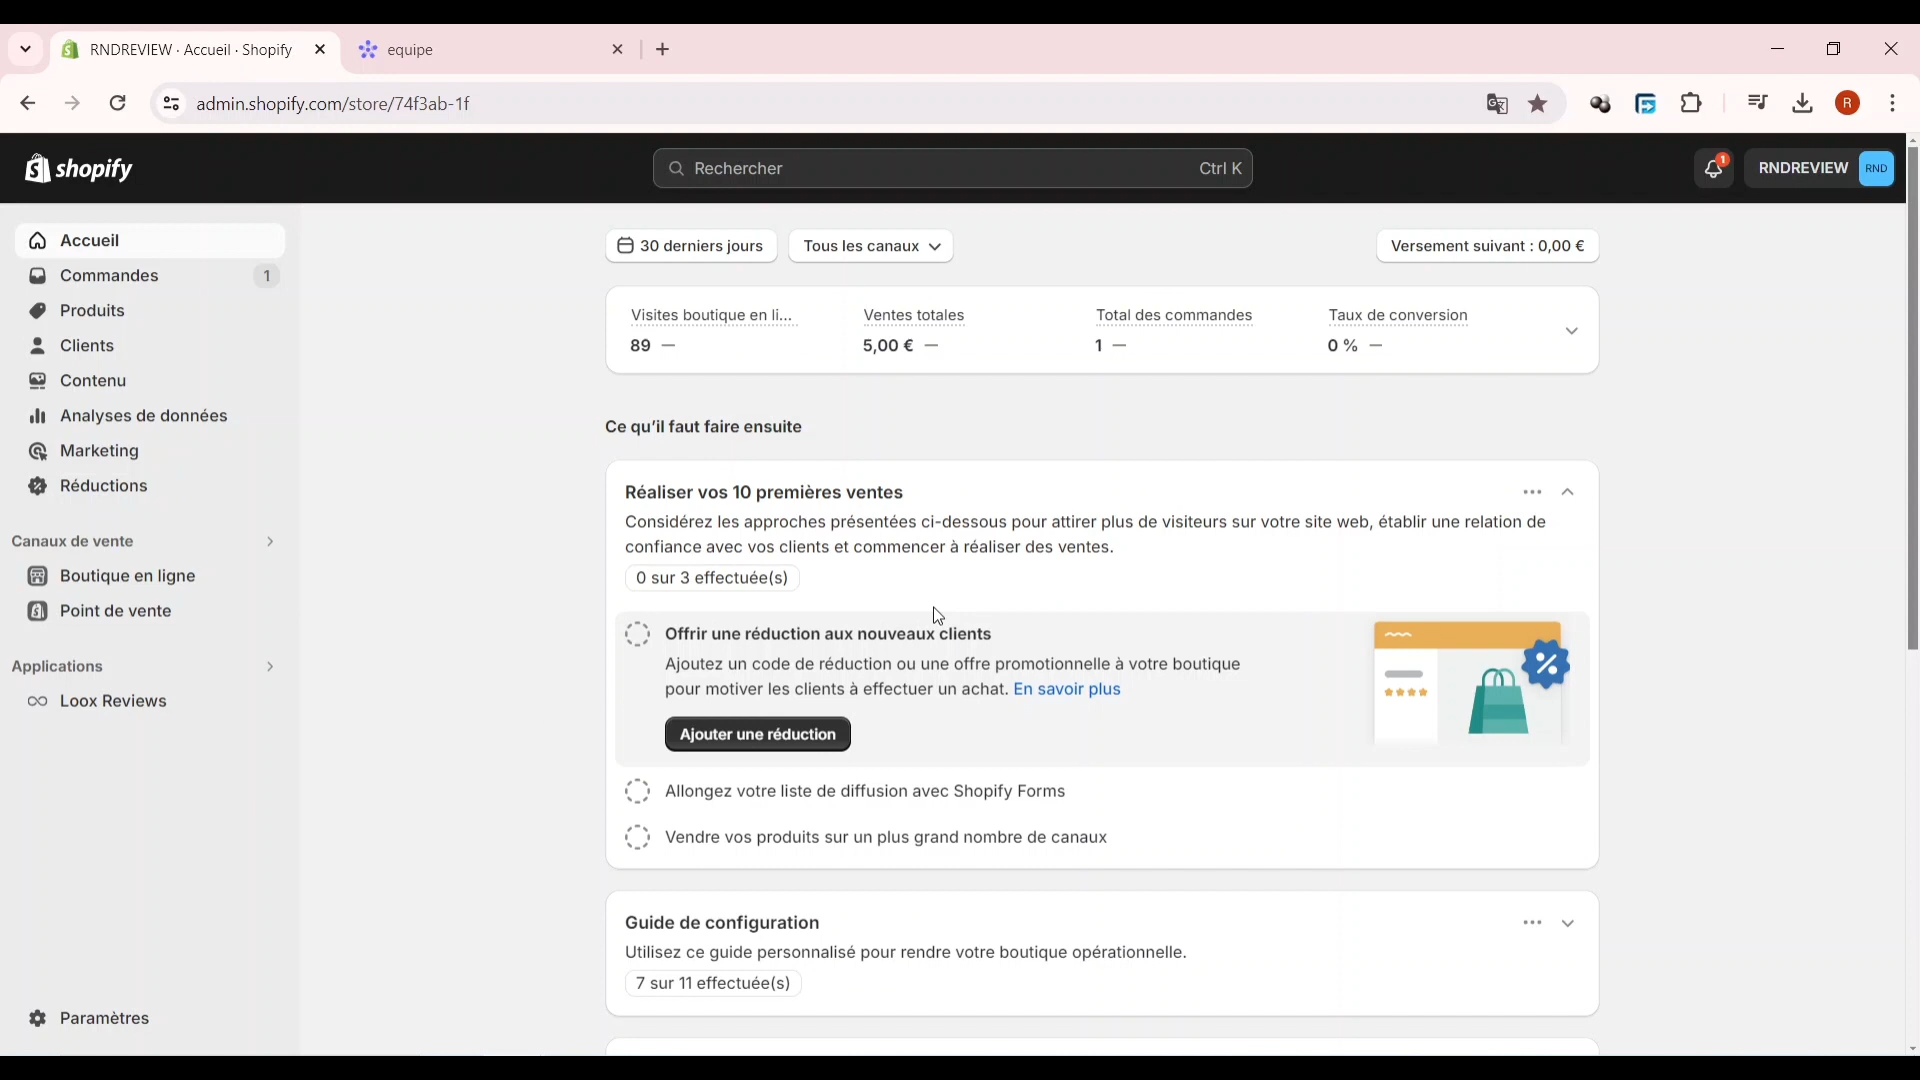 RNDREVIEW · Accueil · Shopify
equipe
admin.shopify.com/store/74f3ab-1f
R
shopify
Rechercher
Ctrl K
1
RNDREVIEW
RND
Accueil
Commandes
1
Produits
Clients
Contenu
Analyses de données
Marketing
Réductions
Canaux de vente
Boutique en ligne
Point de vente
Applications
Loox Reviews
Paramètres
30 derniers jours
Tous les canaux
Versement suivant : 0,00 €
Visites boutique en li...
Ventes totales
Total des commandes
Taux de conversion
89 —
5,00 € —
1 —
0 % —
Ce qu’il faut faire ensuite
Réaliser vos 10 premières ventes
Considérez les approches présentées ci-dessous pour attirer plus de visiteurs sur votre site web, établir une relation de
confiance avec vos clients et commencer à réaliser des ventes.
0 sur 3 effectuée(s)
Offrir une réduction aux nouveaux clients
Ajoutez un code de réduction ou une offre promotionnelle à votre boutique
pour motiver les clients à effectuer un achat. En savoir plus
Ajouter une réduction
%
Allongez votre liste de diffusion avec Shopify Forms
Vendre vos produits sur un plus grand nombre de canaux
Guide de configuration
Utilisez ce guide personnalisé pour rendre votre boutique opérationnelle.
7 sur 11 effectuée(s)